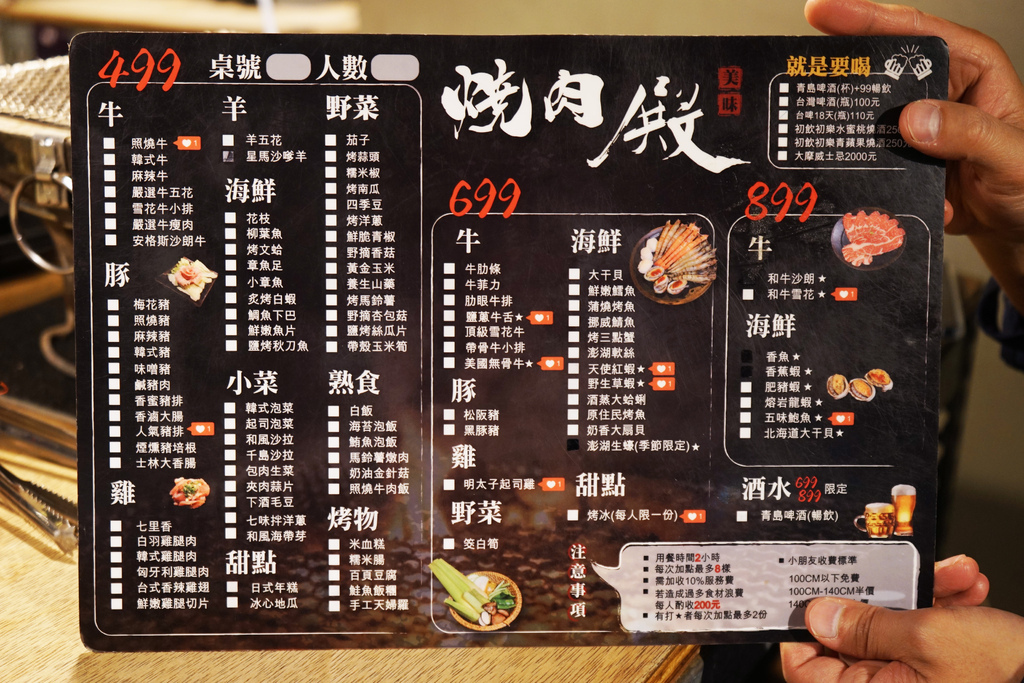 499 桌號 人數
牛
照燒牛 1
韓式牛
麻辣牛
嚴選牛五花
雪花牛小排
嚴選牛瘦肉
安格斯沙朗牛
豚
梅花豬
照燒豬
麻辣豬
韓式豬
味噌豬
鹹豬肉
香蜜豬排
香滷大腸
人氣豬排 1
煙燻豬培根
士林大香腸
雞
七里香
白羽雞腿肉
韓式雞腿肉
匈牙利雞腿肉
台式香辣雞翅
鮮嫩雞腿切片
羊
羊五花
星馬沙嗲羊
海鮮
花枝
柳葉魚
烤文蛤
章魚足
小章魚
炙烤白蝦
鯛魚下巴
鮮嫩魚片
鹽烤秋刀魚
小菜
韓式泡菜
起司泡菜
和風沙拉
千島沙拉
包肉生菜
夾肉蒜片
下酒毛豆
七味拌洋蔥
和風海帶芽
甜點
日式年糕
冰心地瓜
野菜
茄子
烤蒜頭
糯米椒
烤南瓜
四季豆
烤洋蔥
鮮脆青椒
野摘香菇
黃金玉米
養生山藥
烤馬鈴薯
野摘杏包菇
鹽烤絲瓜片
帶殼玉米筍
熟食
白飯
海苔泡飯
鮪魚泡飯
馬鈴薯燉肉
奶油金針菇
照燒牛肉飯
烤物
米血糕
糯米腸
百頁豆腐
鮭魚飯糰
手工天婦羅
燒肉殿
美味
就是要喝
青島啤酒(杯)+99暢飲
台灣啤酒(瓶)100元
台啤18天(瓶)110元
初飲初樂水蜜桃燒酒250
初飲初樂青蘋果燒酒250元
大摩威士忌2000元
699
牛
牛肋條
牛菲力
肋眼牛排
鹽蔥牛舌★ 1
頂級雪花牛
帶骨牛小排
美國無骨牛★ 1
豚
松阪豬
黑豚豬
雞
明太子起司雞 1
野菜
筊白筍
海鮮
大干貝
鮮嫩鱈魚
蒲燒烤魚
挪威鯖魚
烤三點蟹
澎湖軟絲
天使紅蝦★ 1
野生草蝦★ 1
酒蒸大蛤蜊
原住民烤魚
奶香大扇貝
澎湖生蠔(季節限定)★
甜點
烤冰(每人限一份) 1
899
牛
和牛沙朗★
和牛雪花★ 1
海鮮
香魚★
香蕉蝦★
肥豬蝦★
熔岩龍蝦★
五味鮑魚★ 1
北海道大干貝★
酒水 699 899 限定
青島啤酒(暢飲)
注意事項
用餐時間2小時
每次加點最多8樣
需加收10%服務費
若造成過多食材浪費
每人酌收200元
有打★者每次加點最多2份
小朋友收費標準
100CM以下免費
100CM-140CM半價